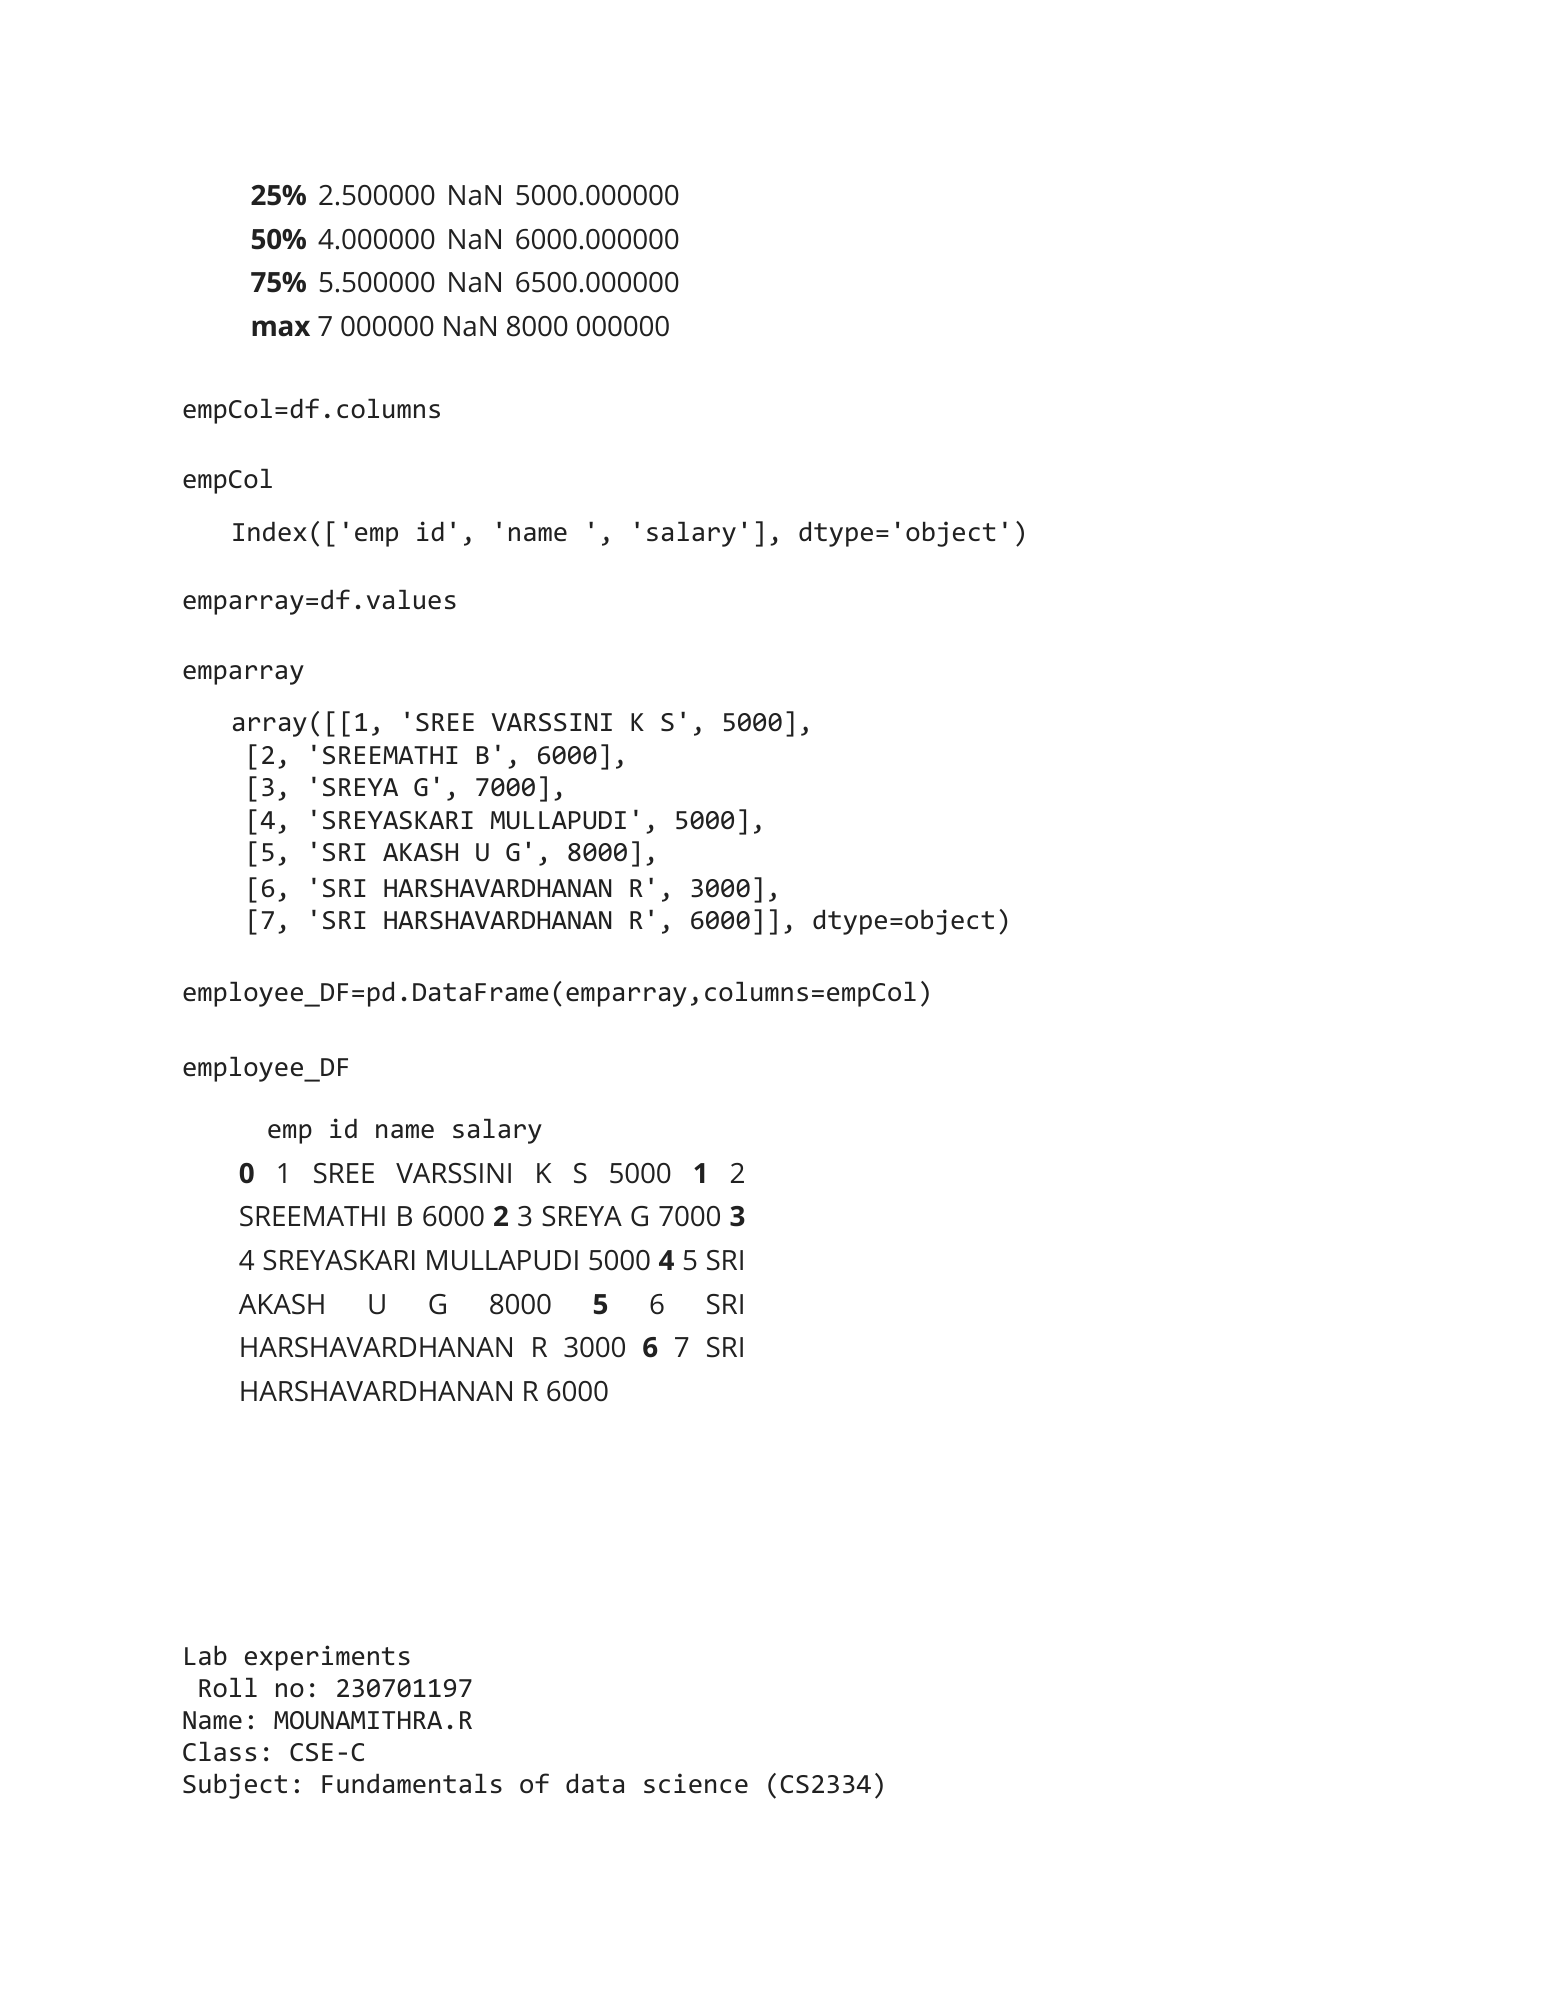 25% 2.500000 NaN 5000.000000
50% 4.000000 NaN 6000.000000
75% 5.500000 NaN 6500.000000
max 7 000000 NaN 8000 000000
empCol=df.columns
empCol
Index(['emp id', 'name ', 'salary'], dtype='object')
emparray=df.values
emparray
array([[1, 'SREE VARSSINI K S', 5000],
[2, 'SREEMATHI B', 6000],
[3, 'SREYA G', 7000],
[4, 'SREYASKARI MULLAPUDI', 5000],
[5, 'SRI AKASH U G', 8000],
[6, 'SRI HARSHAVARDHANAN R', 3000],
[7, 'SRI HARSHAVARDHANAN R', 6000]], dtype=object)
employee_DF=pd.DataFrame(emparray,columns=empCol)
employee_DF
emp id name salary
0 1 SREE VARSSINI K S 5000 1 2
SREEMATHI B 6000 2 3 SREYA G 7000 3
4 SREYASKARI MULLAPUDI 5000 4 5 SRI
AKASH U G 8000 5 6 SRI
HARSHAVARDHANAN R 3000 6 7 SRI
HARSHAVARDHANAN R 6000
Lab experiments
Roll no: 230701197
Name: MOUNAMITHRA.R
Class: CSE-C
Subject: Fundamentals of data science (CS2334)